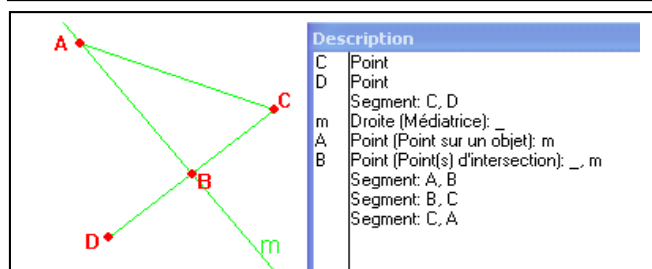 A
C
B
D
m
Description
C Point
D Point
Segment: C, D
m Droite (Médiatrice): _
A Point (Point sur un objet): m
B Point (Point(s) d'intersection): _, m
Segment: A, B
Segment: B, C
Segment: C, A